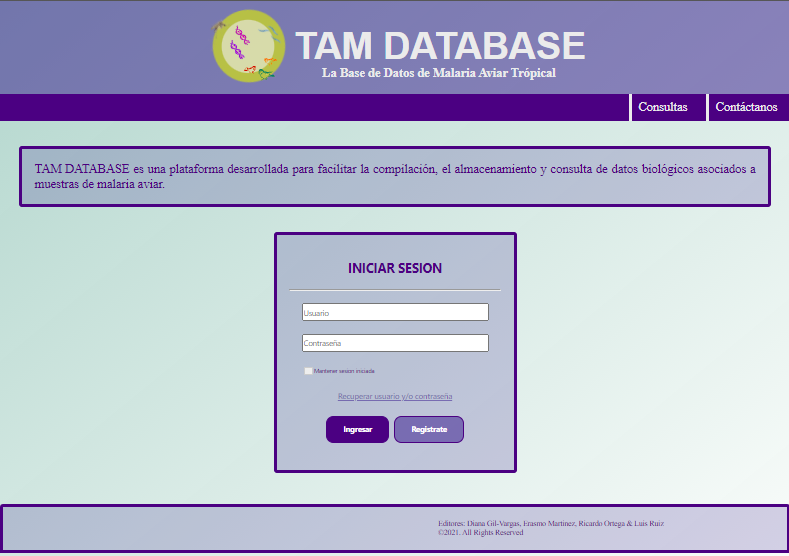 TAM DATABASE
La Base de Datos de Malaria Aviar Trópical
Consultas
Contáctanos
TAM DATABASE es una plataforma desarrollada para facilitar la compilación, el almacenamiento y consulta de datos biológicos asociados a
muestras de malaria aviar.
INICIAR SESION
Usuario
Contraseña
Mantener sesion iniciada
Recuperar usuario y/o contraseña
Ingresar
Registrate
Editores: Diana Gil-Vargas, Erasmo Martinez, Ricardo Ortega & Luis Ruiz
©2021. All Rights Reserved